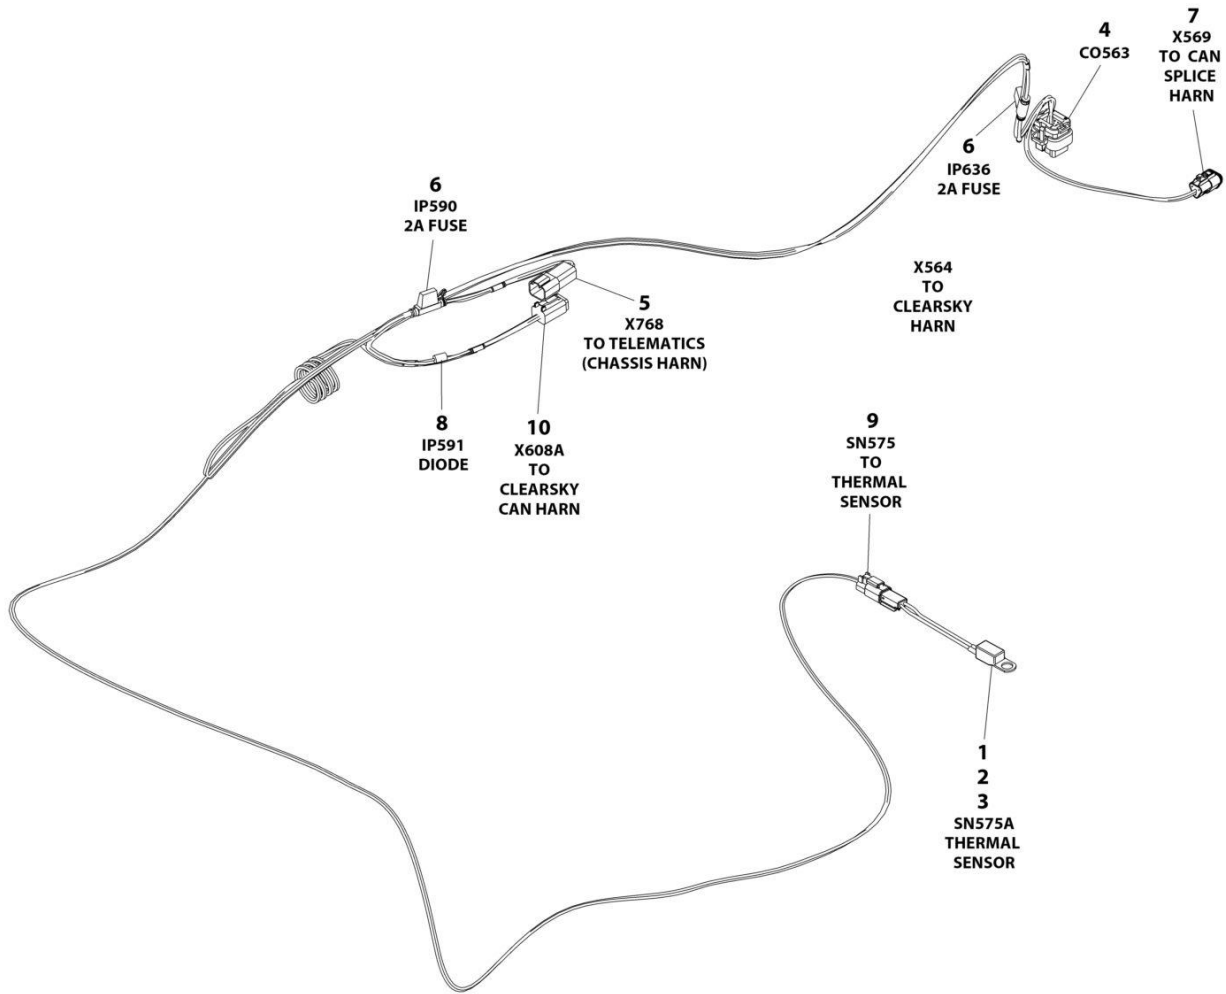 7
X569
TO CAN
SPLICE
HARN
4
CO563
6
IP636
2A FUSE
6
IP590
2A FUSE
X564
TO
CLEARSKY
HARN
5
X768
TO TELEMATICS
(CHASSIS HARN)
8
IP591
DIODE
10
X608A
TO
CLEARSKY
CAN HARN
9
SN575
TO
THERMAL
SENSOR
1
2
3
SN575A
THERMAL
SENSOR